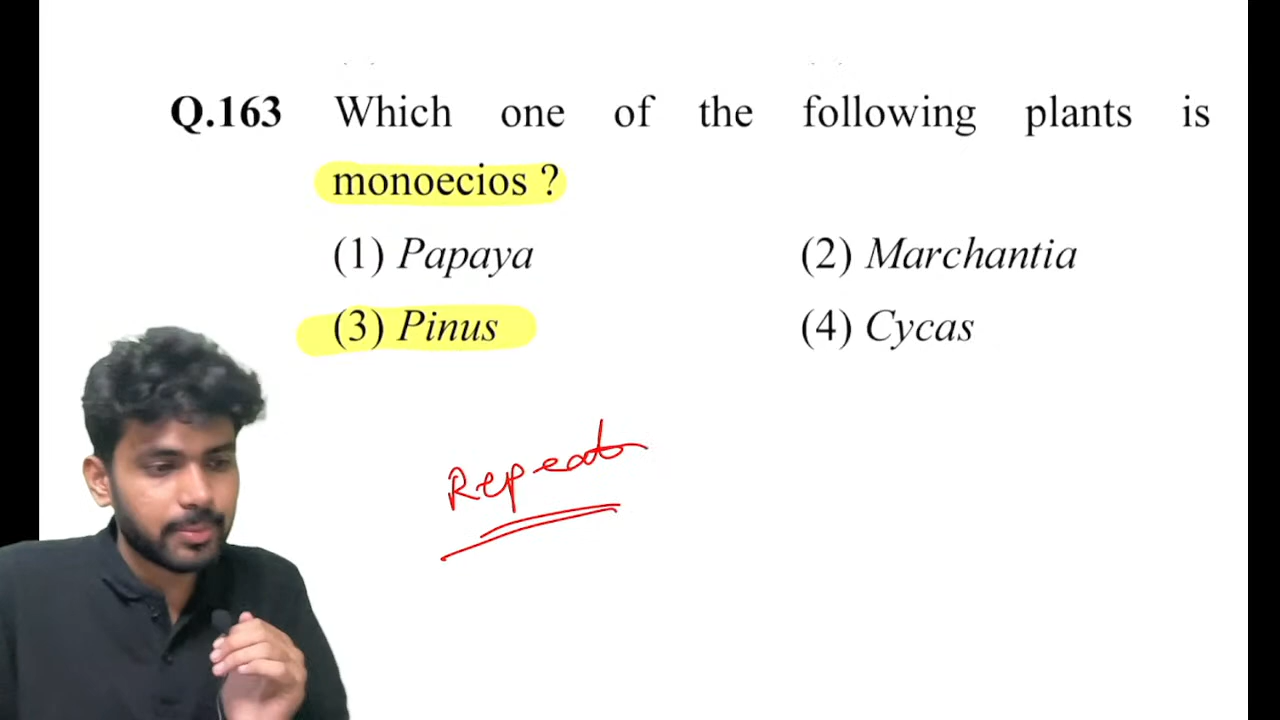 Q.163 Which one of the following plants is
monoecios ?
(1) Papaya (2) Marchantia
(3) Pinus (4) Cycas
Repeat